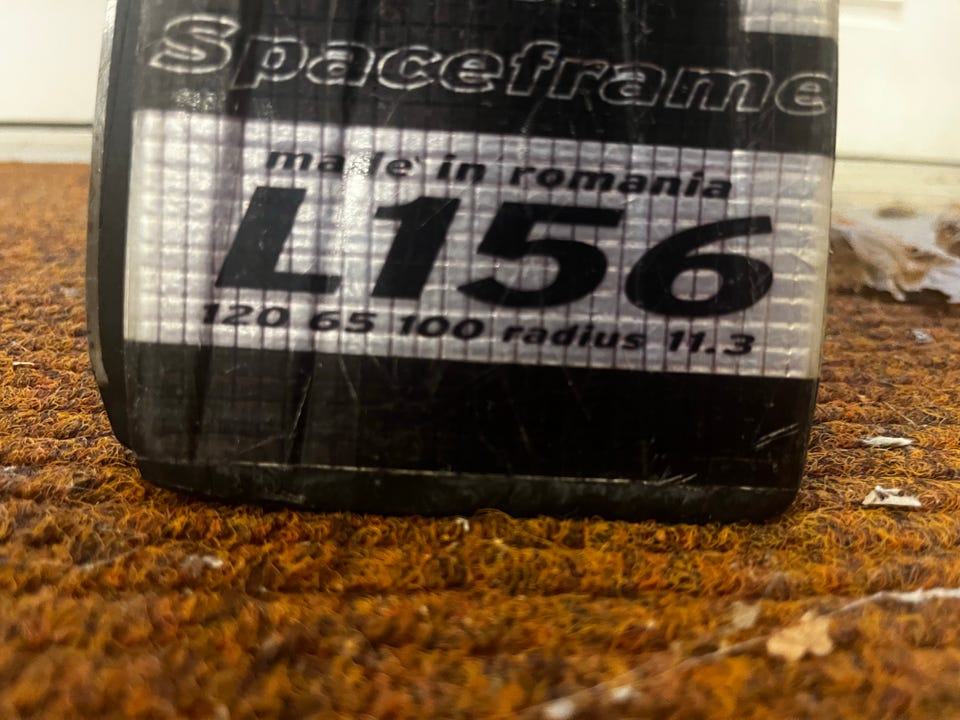 Spaceframe
made in romania
L156
120 65 100 radius 11.3